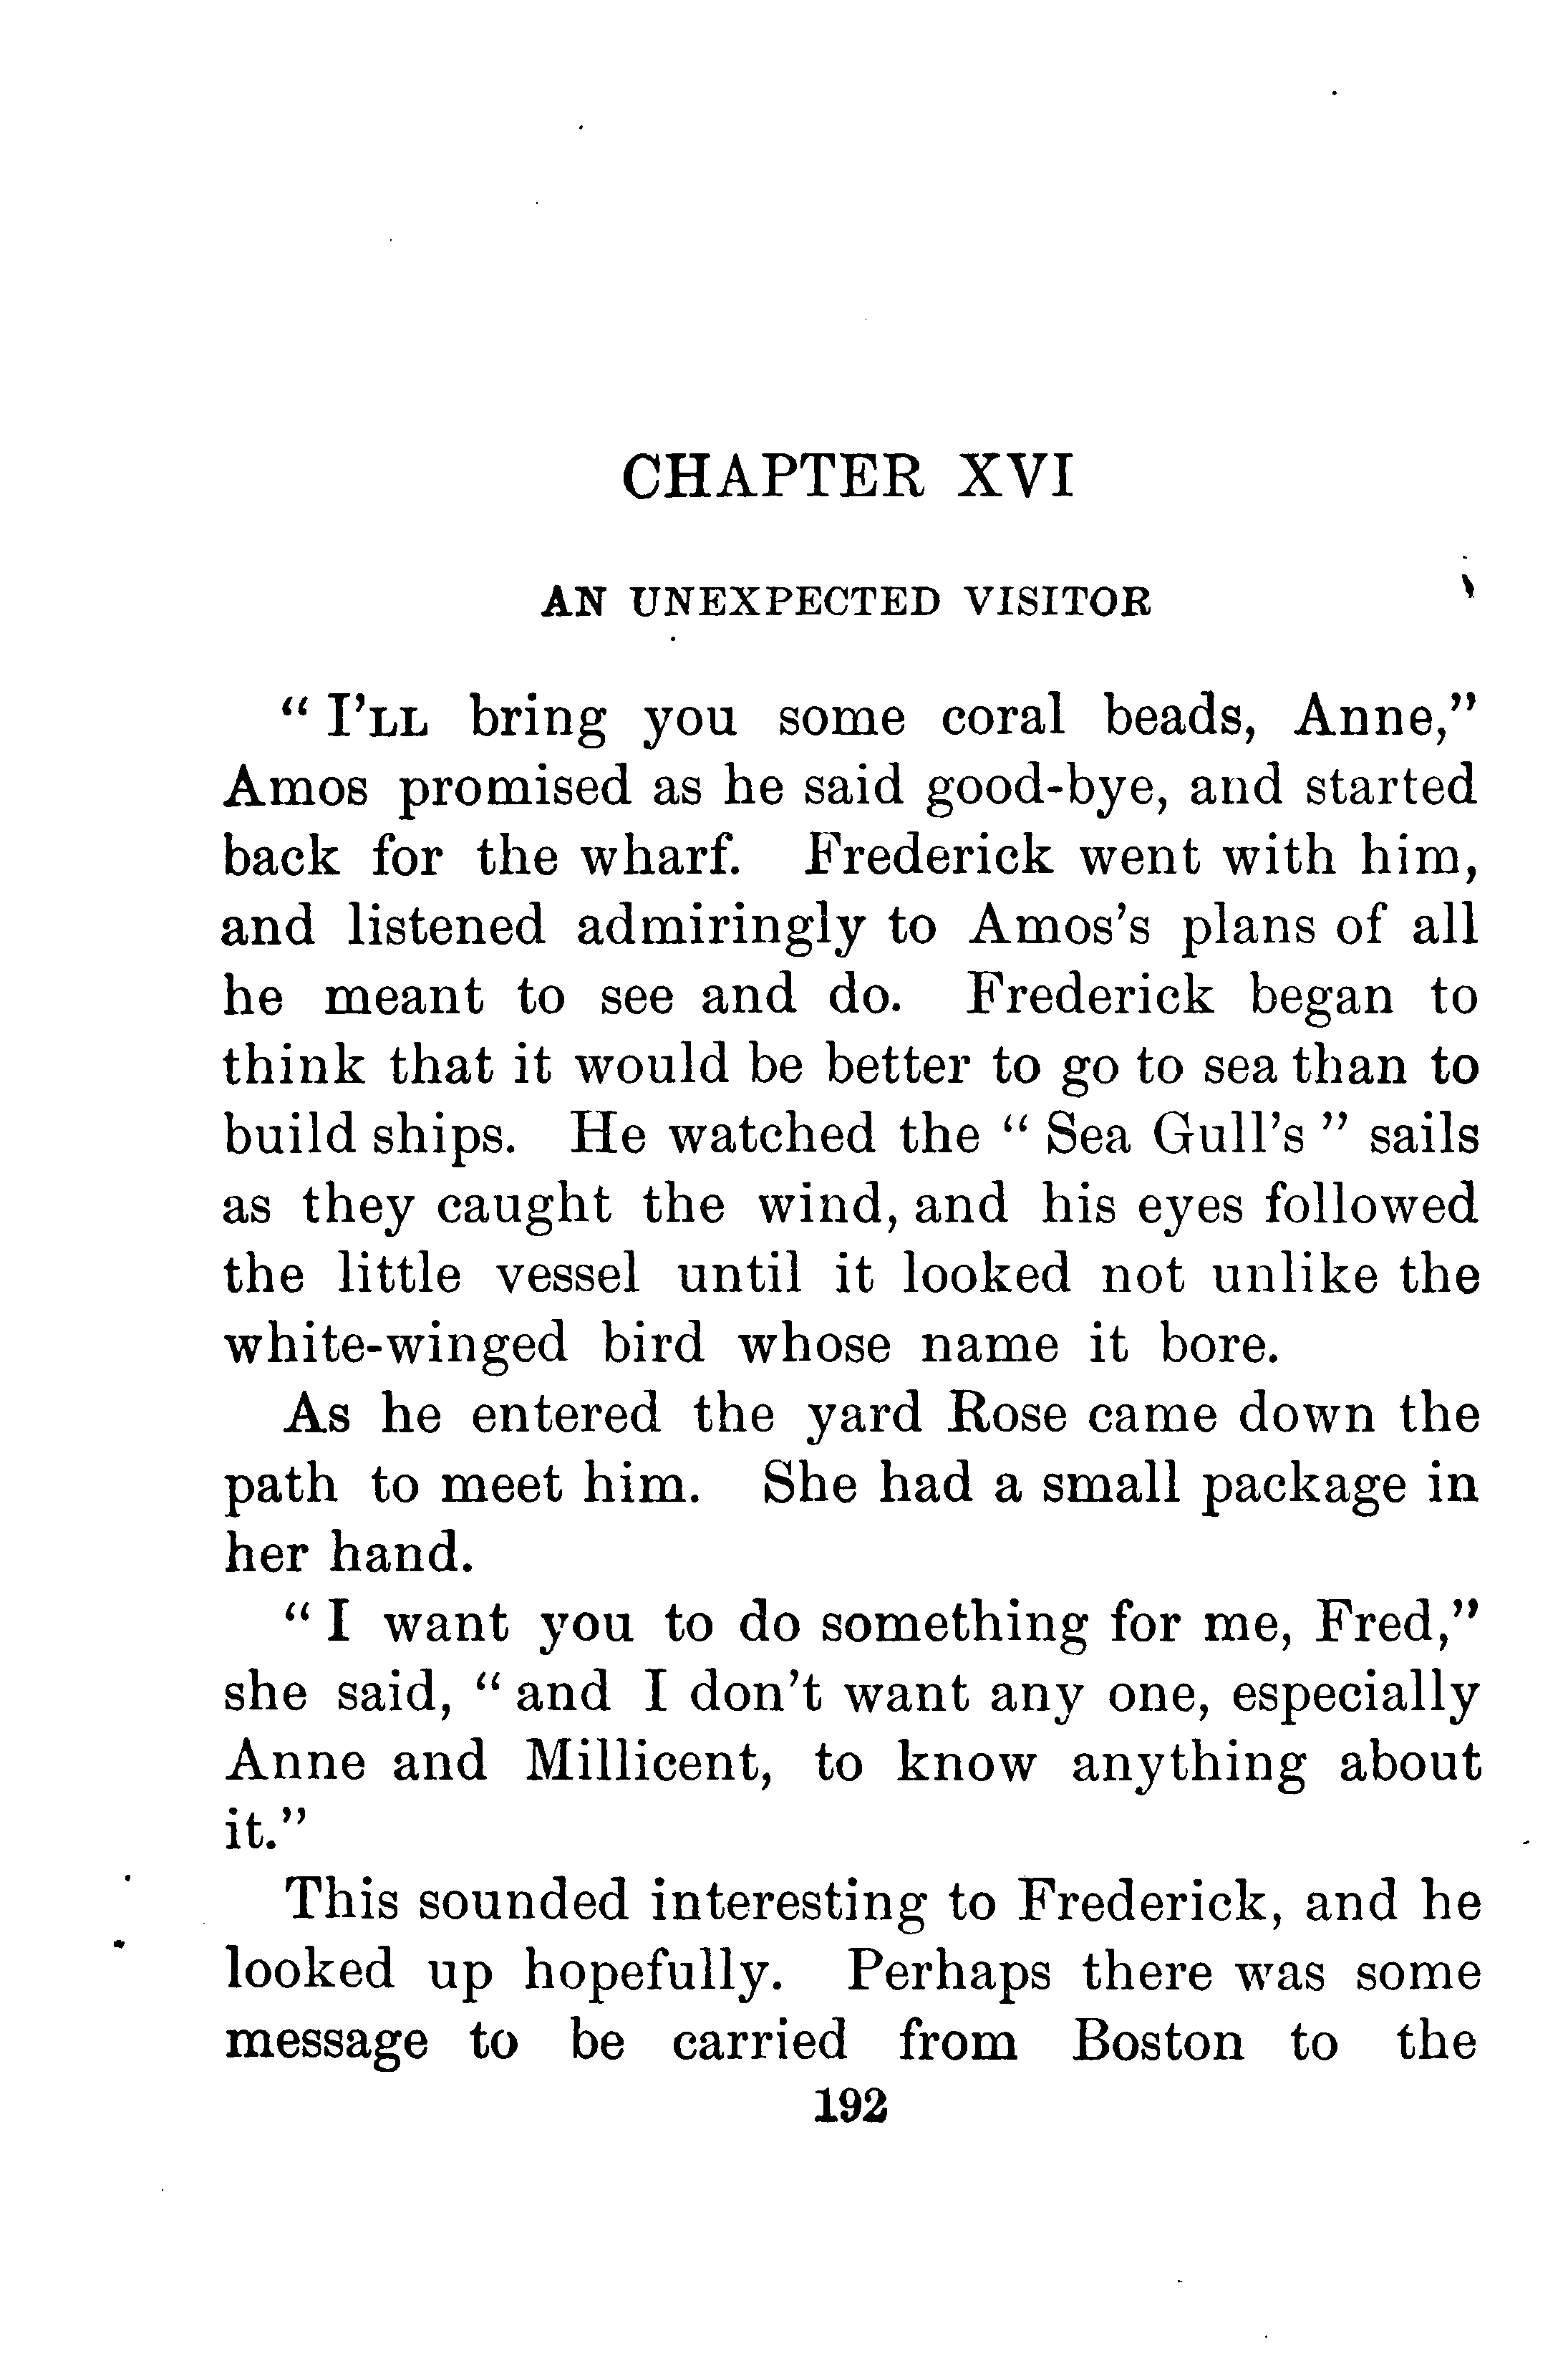 CHAPTER XVI
AN UNEXPECTED VISITOR
“ I’LL bring you some coral beads, Anne,”
Amos promised as he said good-bye, and started
back for the wharf. Frederick went with him,
and listened admiringly to Amos’s plans of all
he meant to see and do. Frederick began to
think that it would be better to go to sea than to
build ships. He watched the “ Sea Gull’s ” sails
as they caught the wind, and his eyes followed
the little vessel until it looked not unlike the
white-winged bird whose name it bore.
As he entered the yard Rose came down the
path to meet him. She had a small package in
her hand.
“ I want you to do something for me, Fred,”
she said, “ and I don’t want any one, especially
Anne and Millicent, to know anything about
it.”
This sounded interesting to Frederick, and he
looked up hopefully. Perhaps there was some
message to be carried from Boston to the
192